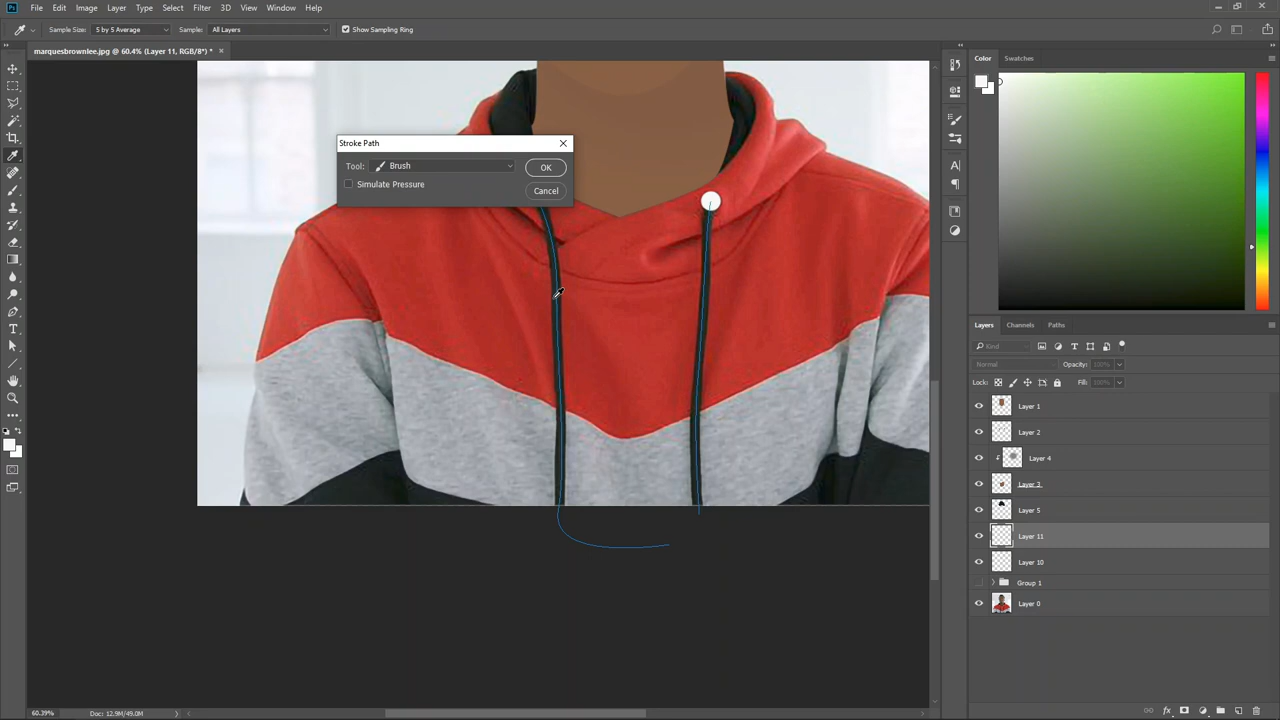 Ps File Edit Image Layer Type Select Filter 3D View Window Help
Sample Size: 5 by 5 Average Sample: All Layers Show Sampling Ring
marquesbrownlee.jpg @ 60.4% (Layer 11, RGB/8*) *
Color Swatches
Stroke Path
Tool: Brush OK
Simulate Pressure
Cancel
Layers Channels Paths
Kind
Normal Opacity: 100%
Lock: Fill: 100%
Layer 1
Layer 2
Layer 4
Layer 3
Layer 5
Layer 11
Layer 10
Group 1
Layer 0
60.39% Doc: 12.9M/49.0M